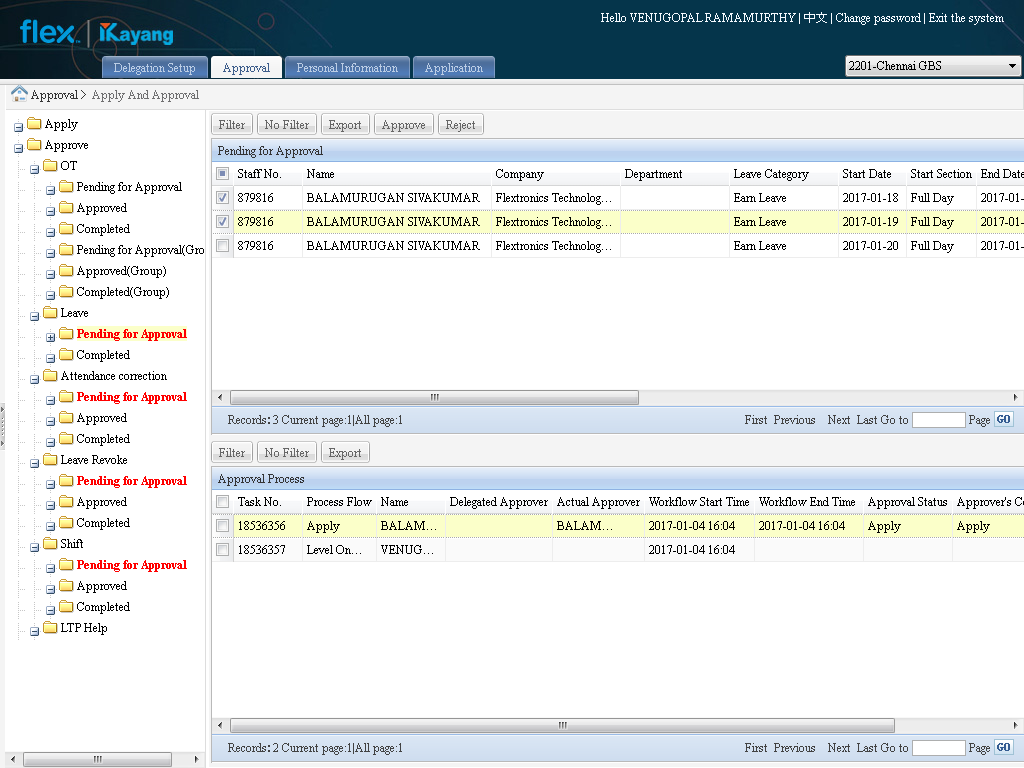 flex | iKayang
Hello VENUGOPAL RAMAMURTHY | 中文 | Change password | Exit the system
Delegation Setup Approval Personal Information Application 2201-Chennai GBS
Approval > Apply And Approval
Apply
Approve
OT
Pending for Approval
Approved
Completed
Pending for Approval(Gro
Approved(Group)
Completed(Group)
Leave
Pending for Approval
Completed
Attendance correction
Pending for Approval
Approved
Completed
Leave Revoke
Pending for Approval
Approved
Completed
Shift
Pending for Approval
Approved
Completed
LTP Help
Filter No Filter Export Approve Reject
Pending for Approval
Staff No. Name Company Department Leave Category Start Date Start Section End Date
879816 BALAMURUGAN SIVAKUMAR Flextronics Technolog... Earn Leave 2017-01-18 Full Day 2017-01-
879816 BALAMURUGAN SIVAKUMAR Flextronics Technolog... Earn Leave 2017-01-19 Full Day 2017-01-
879816 BALAMURUGAN SIVAKUMAR Flextronics Technolog... Earn Leave 2017-01-20 Full Day 2017-01-
Records: 3 Current page:1|All page:1 First Previous Next Last Go to Page GO
Filter No Filter Export
Approval Process
Task No. Process Flow Name Delegated Approver Actual Approver Workflow Start Time Workflow End Time Approval Status Approver's Co
18536356 Apply BALAM... BALAM... 2017-01-04 16:04 2017-01-04 16:04 Apply Apply
18536357 Level On... VENUG... 2017-01-04 16:04
Records: 2 Current page:1|All page:1 First Previous Next Last Go to Page GO